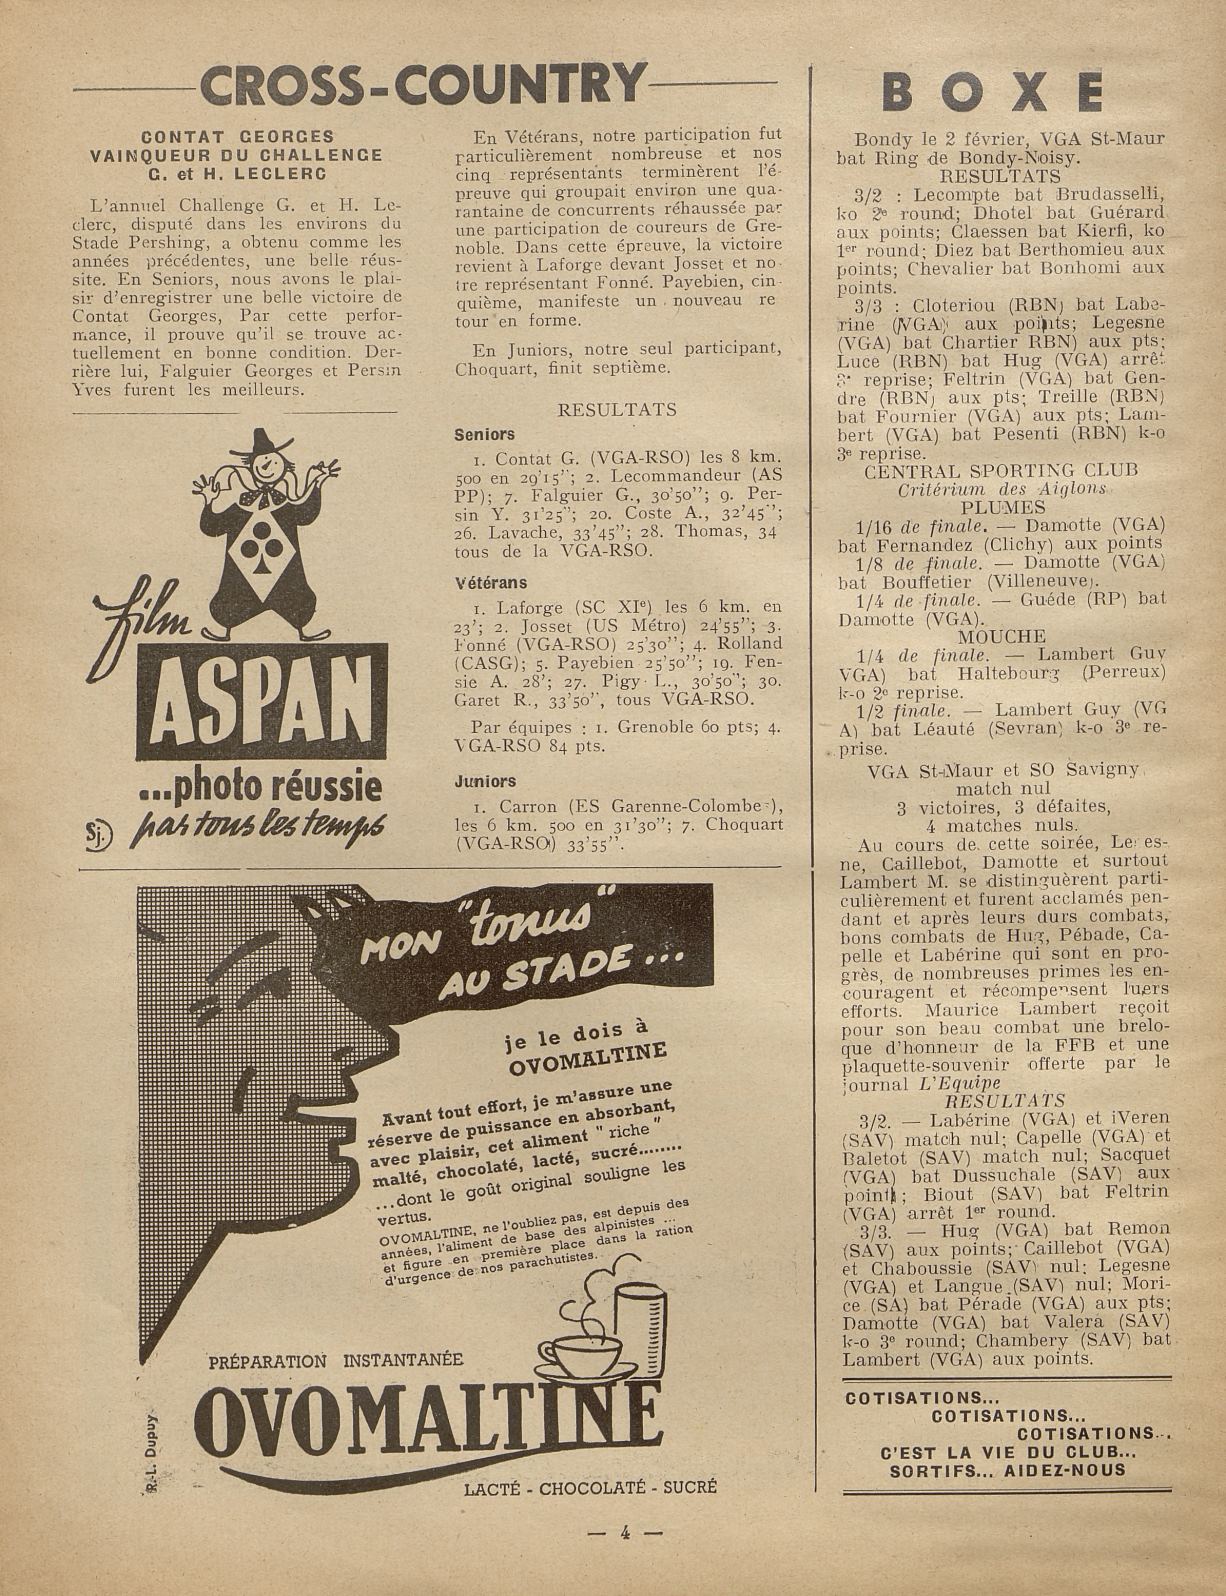 CROSS-COUNTRY
CONTAT GEORGES
VAINQUEUR DU CHALLENGE
G. et H. LECLERC
L'annuel Challenge G. et H. Le-
clerc, disputé dans les environs du
Stade Pershing, a obtenu comme les
années précédentes, une belle réus-
site. En Seniors, nous avons le plai-
sir d'enregistrer une belle victoire de
Contat Georges, Par cette perfor-
mance, il prouve qu'il se trouve ac-
tuellement en bonne condition. Der-
rière lui, Falguier Georges et Persin
Yves furent les meilleurs.
film
ASPAN
...photo réussie
par tous les temps
Sj.
En Vétérans, notre participation fut
particulièrement nombreuse et nos
cinq représentants terminèrent l'é-
preuve qui groupait environ une qua-
rantaine de concurrents réhaussée par
une participation de coureurs de Gre-
noble. Dans cette épreuve, la victoire
revient à Laforge devant Josset et no-
tre représentant Fonné. Payebien, cin-
quième, manifeste un nouveau re
tour en forme.
En Juniors, notre seul participant,
Choquart, finit septième.
RESULTATS
Seniors
1. Contat G. (VGA-RSO) les 8 km.
500 en 29'15''; 2. Lecommandeur (AS
PP); 7. Falguier G., 30'50''; 9. Per-
sin Y. 31'25''; 20. Coste A., 32'45'';
26. Lavache, 33'45''; 28. Thomas, 34
tous de la VGA-RSO.
Vétérans
1. Laforge (SC XIe) les 6 km. en
23'; 2. Josset (US Métro) 24'55''; 3.
Fonné (VGA-RSO) 25'30''; 4. Rolland
(CASG); 5. Payebien 25'50''; 19. Fen-
sie A. 28'; 27. Pigy L., 30'50''; 30.
Garet R., 33'50'', tous VGA-RSO.
Par équipes : 1. Grenoble 60 pts; 4.
VGA-RSO 84 pts.
Juniors
1. Carron (ES Garenne-Colombe-),
les 6 km. 500 en 31'30''; 7. Choquart
(VGA-RSO) 33'55''.
MON "tonus"
AU STADE...
je le dois à
OVOMALTINE
Avant tout effort, je m'assure une
réserve de puissance en absorbant,
avec plaisir, cet aliment " riche "
malté, chocolaté, lacté, sucré........
...dont le goût original souligne les
vertus.
OVOMALTINE, ne l'oubliez pas, est depuis des
années, l'aliment de base des alpinistes ...
et figure en première place dans la ration
d'urgence de nos parachutistes.
PRÉPARATION INSTANTANÉE
OVOMALTINE
R.-L. Dupuy
LACTÉ - CHOCOLATÉ - SUCRÉ
BOXE
Bondy le 2 février, VGA St-Maur
bat Ring de Bondy-Noisy.
RESULTATS
3/2 : Lecompte bat Brudasselli,
ko 2e round; Dhotel bat Guérard
aux points; Claessen bat Kierfi, ko
1er round; Diez bat Berthomieu aux
points; Chevalier bat Bonhomi aux
points.
3/3 : Cloteriou (RBN) bat Labe-
rine (VGA) aux points; Legesne
(VGA) bat Chartier RBN) aux pts;
Luce (RBN) bat Hug (VGA) arrêt
3e reprise; Feltrin (VGA) bat Gen-
dre (RBN) aux pts; Treille (RBN)
bat Fournier (VGA) aux pts; Lam-
bert (VGA) bat Pesenti (RBN) k-o
3e reprise.
CENTRAL SPORTING CLUB
Critérium des Aiglons
PLUMES
1/16 de finale. — Damotte (VGA)
bat Fernandez (Clichy) aux points
1/8 de finale. — Damotte (VGA)
bat Bouffetier (Villeneuve).
1/4 de finale. — Guéde (RP) bat
Damotte (VGA).
MOUCHE
1/4 de finale. — Lambert Guy
VGA) bat Haltebourg (Perreux)
k-o 2e reprise.
1/2 finale. — Lambert Guy (VG
A) bat Léauté (Sevran) k-o 3e re-
prise.
VGA St-Maur et SO Savigny,
match nul
3 victoires, 3 défaites,
4 matches nuls.
Au cours de cette soirée, Le es-
ne, Caillebot, Damotte et surtout
Lambert M. se distinguèrent parti-
culièrement et furent acclamés pen-
dant et après leurs durs combats,
bons combats de Hug, Pébade, Ca-
pelle et Labérine qui sont en pro-
grès, de nombreuses primes les en-
couragent et récompensent
efforts. Maurice Lambert reçoit
pour son beau combat une brelo-
que d'honneur de la FFB et une
plaquette-souvenir offerte par le
journal L'Equipe
RESULTATS
3/2. — Labérine (VGA) et iVeren
(SAV) match nul; Capelle (VGA) et
Baletot (SAV) match nul; Sacquet
(VGA) bat Dussuchale (SAV) aux
points; Biout (SAV) bat Feltrin
(VGA) arrêt 1er round.
3/3. — Hug (VGA) bat Remon
(SAV) aux points; Caillebot (VGA)
et Chaboussie (SAV) nul; Legesne
(VGA) et Langue (SAV) nul; Mori-
ce (SA) bat Pérade (VGA) aux pts;
Damotte (VGA) bat Valera (SAV)
k-o 3e round; Chambery (SAV) bat
Lambert (VGA) aux points.
COTISATIONS...
COTISATIONS...
COTISATIONS...
C'EST LA VIE DU CLUB...
SORTIFS... AIDEZ-NOUS
— 4 —